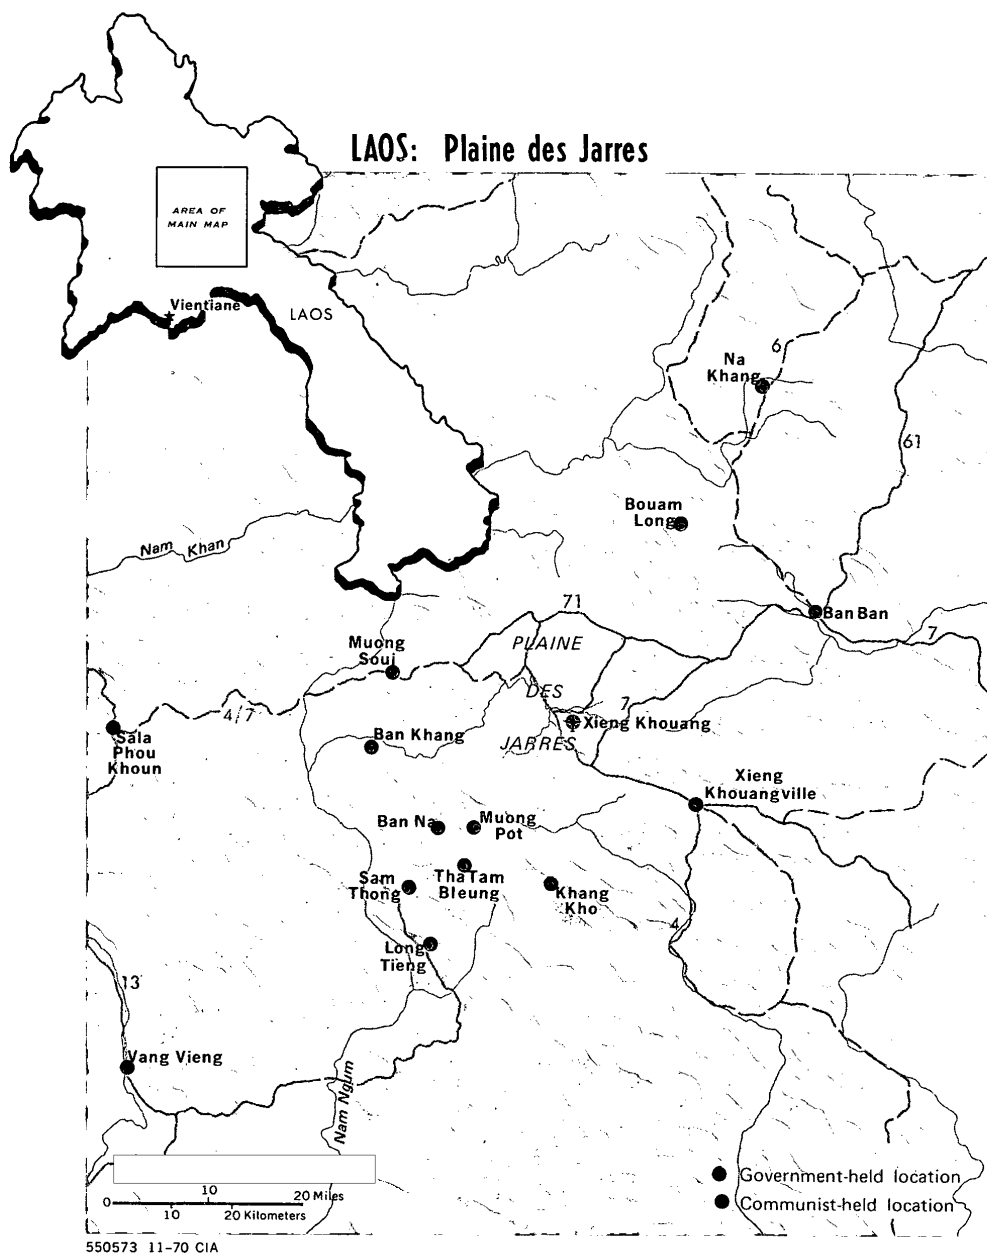 LAOS: Plaine des Jarres
AREA OF
MAIN MAP
Vientiane
LAOS
6
Na
Khang
61
Bouam
Long
Nam Khan
71
Ban Ban
7
Muong
Soui
PLAINE
DES
JARRES
4/7
7
Xieng Khouang
Sala
Phou
Khoun
Ban Khang
Xieng
Khouangville
Ban Na
Muong
Pot
Sam
Thong
Tha Tam
Bleung
Khang
Kho
4
Long
Tieng
13
Vang Vieng
Nam Ngum
Government-held location
Communist-held location
0 10 20 Miles
10 20 Kilometers
550573 11-70 CIA